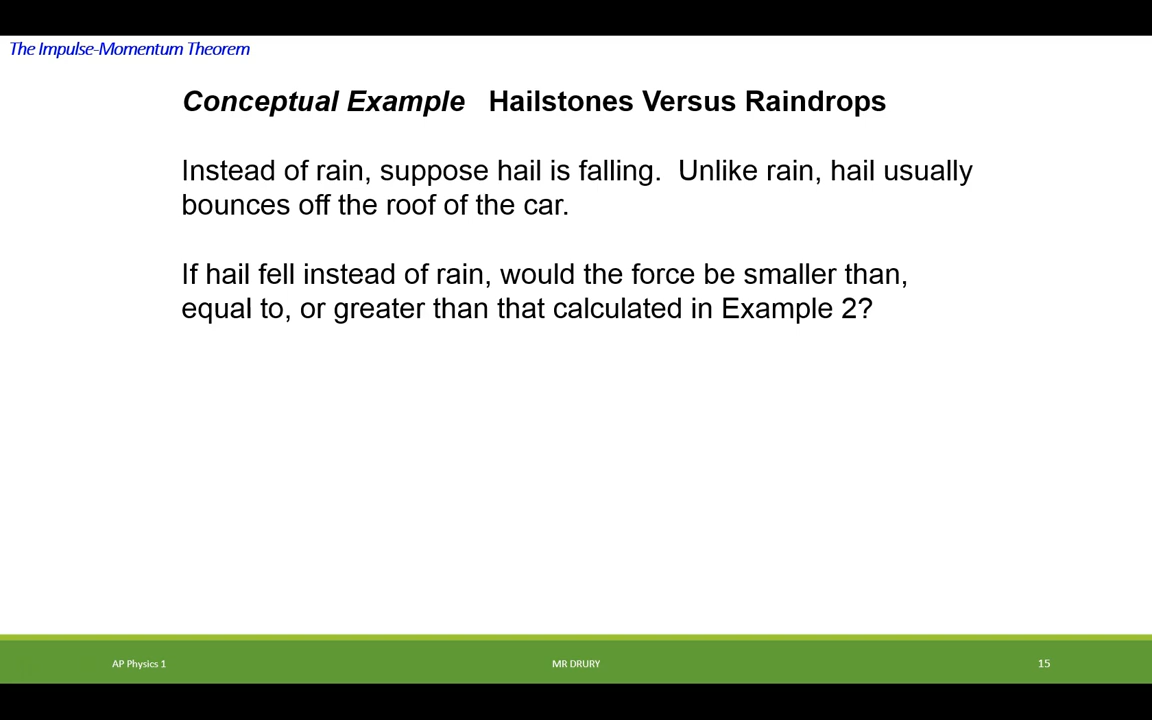 The Impulse-Momentum Theorem
Conceptual Example Hailstones Versus Raindrops
Instead of rain, suppose hail is falling. Unlike rain, hail usually
bounces off the roof of the car.
If hail fell instead of rain, would the force be smaller than,
equal to, or greater than that calculated in Example 2?
AP Physics 1
MR DRURY
15